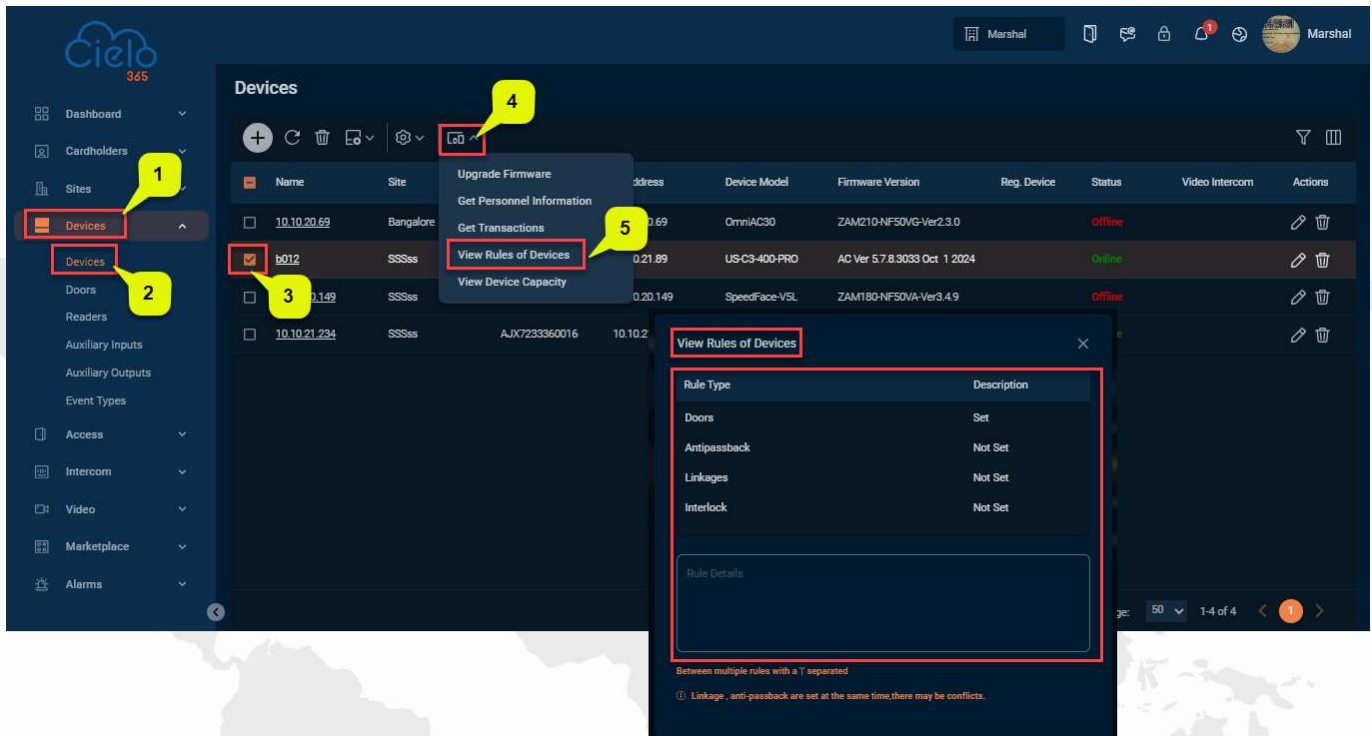 Cielo
365
Marshal
1
Marshal
Dashboard
Cardholders
Sites
Devices
Devices
Doors
Readers
Auxiliary Inputs
Auxiliary Outputs
Event Types
Access
Intercom
Video
Marketplace
Alarms
1
2
Devices
4
Name Site ddress Device Model Firmware Version Reg. Device Status Video Intercom Actions
10.10.20.69 Bangalore 0.69 OmniAC30 ZAM210-NF50VG-Ver2.3.0 Offline
b012 SSSss 0.21.89 US-C3-400-PRO AC Ver 5.7.8.3033 Oct 1 2024 Online
0.149 SSSss 0.20.149 SpeedFace-V5L ZAM180-NF50VA-Ver3.4.9 Offline
10.10.21.234 SSSss AJX7233360016 10.10.2
3
Upgrade Firmware
Get Personnel Information
Get Transactions
View Rules of Devices
View Device Capacity
5
View Rules of Devices
Rule Type Description
Doors Set
Antipassback Not Set
Linkages Not Set
Interlock Not Set
Rule Details
Between multiple rules with a '|' separated
Linkage , anti-passback are set at the same time,there may be conflicts.
ge: 50 1-4 of 4 1